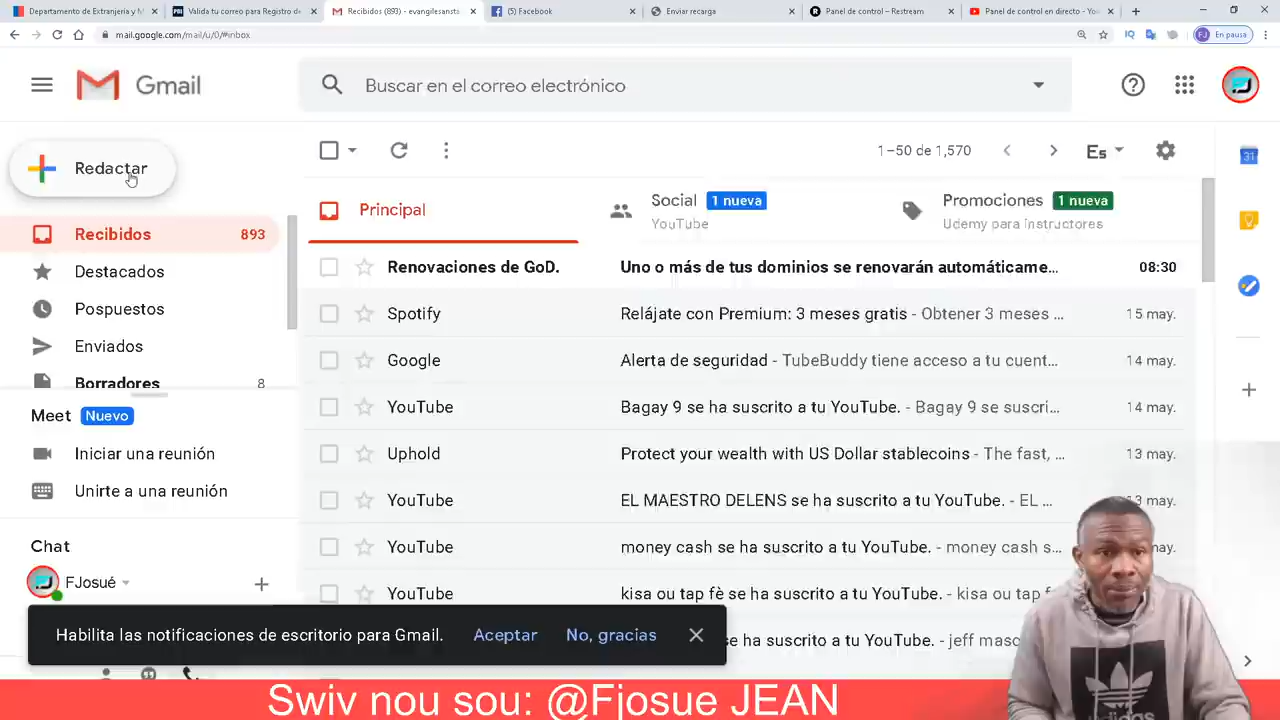 Departamento de Extranjería y M
Valida tu correo para Registro de
Recibidos (893) - evangilesansta
(5) Facebook
Enviar recarga
Panel de control – Restream
Panel de control en directo - Yo
mail.google.com/mail/u/0/#inbox
En pausa
Gmail
Buscar en el correo electrónico
Redactar
1–50 de 1,570
Es
Recibidos 893
Destacados
Pospuestos
Enviados
Borradores 8
Principal
Social 1 nueva
YouTube
Promociones 1 nueva
Udemy para instructores
Renovaciones de GoD. Uno o más de tus dominios se renovarán automáticame… 08:30
Spotify Relájate con Premium: 3 meses gratis - Obtener 3 meses … 15 may.
Google Alerta de seguridad - TubeBuddy tiene acceso a tu cuent… 14 may.
YouTube Bagay 9 se ha suscrito a tu YouTube. - Bagay 9 se suscri… 14 may.
Uphold Protect your wealth with US Dollar stablecoins - The fast, … 13 may.
YouTube EL MAESTRO DELENS se ha suscrito a tu YouTube. - EL … 13 may.
YouTube money cash se ha suscrito a tu YouTube. - money cash s… may.
YouTube kisa ou tap fè se ha suscrito a tu YouTube. - kisa ou tap f
se ha suscrito a tu YouTube. - jeff masc
Meet Nuevo
Iniciar una reunión
Unirte a una reunión
Chat
FJosué
Habilita las notificaciones de escritorio para Gmail. Aceptar No, gracias
adidas
Swiv nou sou: @Fjosue JEAN